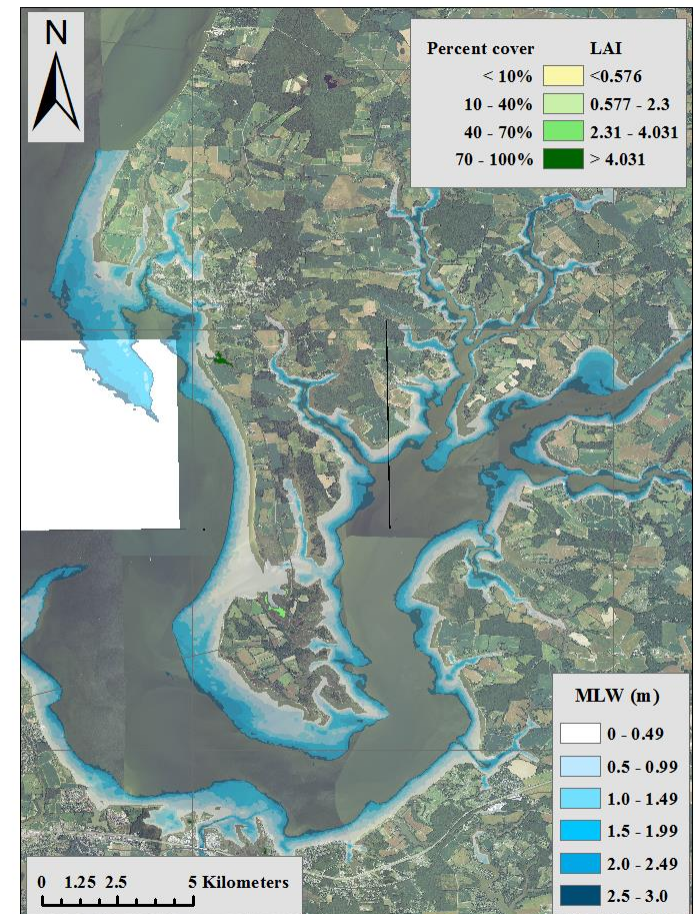 N
Percent cover LAI
< 10% <0.576
10 - 40% 0.577 - 2.3
40 - 70% 2.31 - 4.031
70 - 100% > 4.031
MLW (m)
0 - 0.49
0.5 - 0.99
1.0 - 1.49
1.5 - 1.99
2.0 - 2.49
2.5 - 3.0
0 1.25 2.5 5 Kilometers